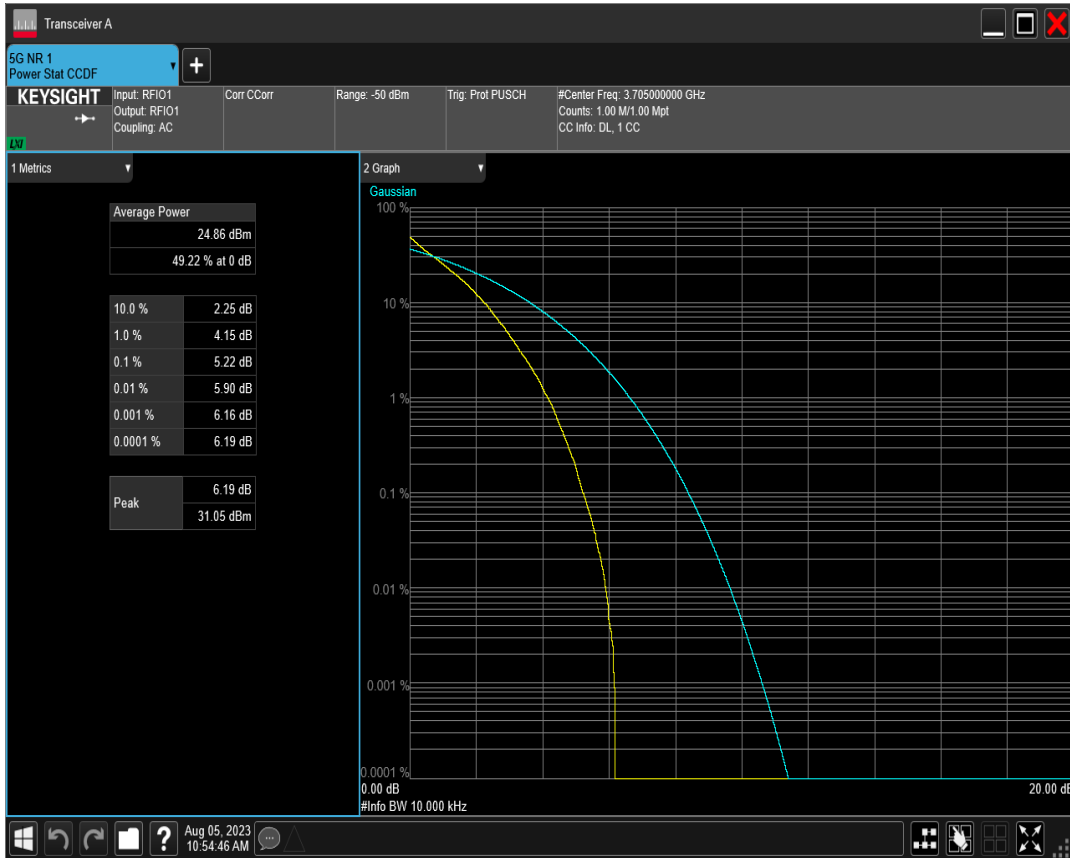 Transceiver A
5G NR 1
Power Stat CCDF
+
KEYSIGHT
LXI
Input: RFIO1
Output: RFIO1
Coupling: AC
Corr CCorr
Range: -50 dBm
Trig: Prot PUSCH
#Center Freq: 3.705000000 GHz
Counts: 1.00 M/1.00 Mpt
CC Info: DL, 1 CC
1 Metrics
Average Power
24.86 dBm
49.22 % at 0 dB
10.0 % 2.25 dB
1.0 % 4.15 dB
0.1 % 5.22 dB
0.01 % 5.90 dB
0.001 % 6.16 dB
0.0001 % 6.19 dB
Peak
6.19 dB
31.05 dBm
2 Graph
Gaussian
100 %
10 %
1 %
0.1 %
0.01 %
0.001 %
0.0001 %
0.00 dB
20.00 dB
#Info BW 10.000 kHz
?
Aug 05, 2023
10:54:46 AM